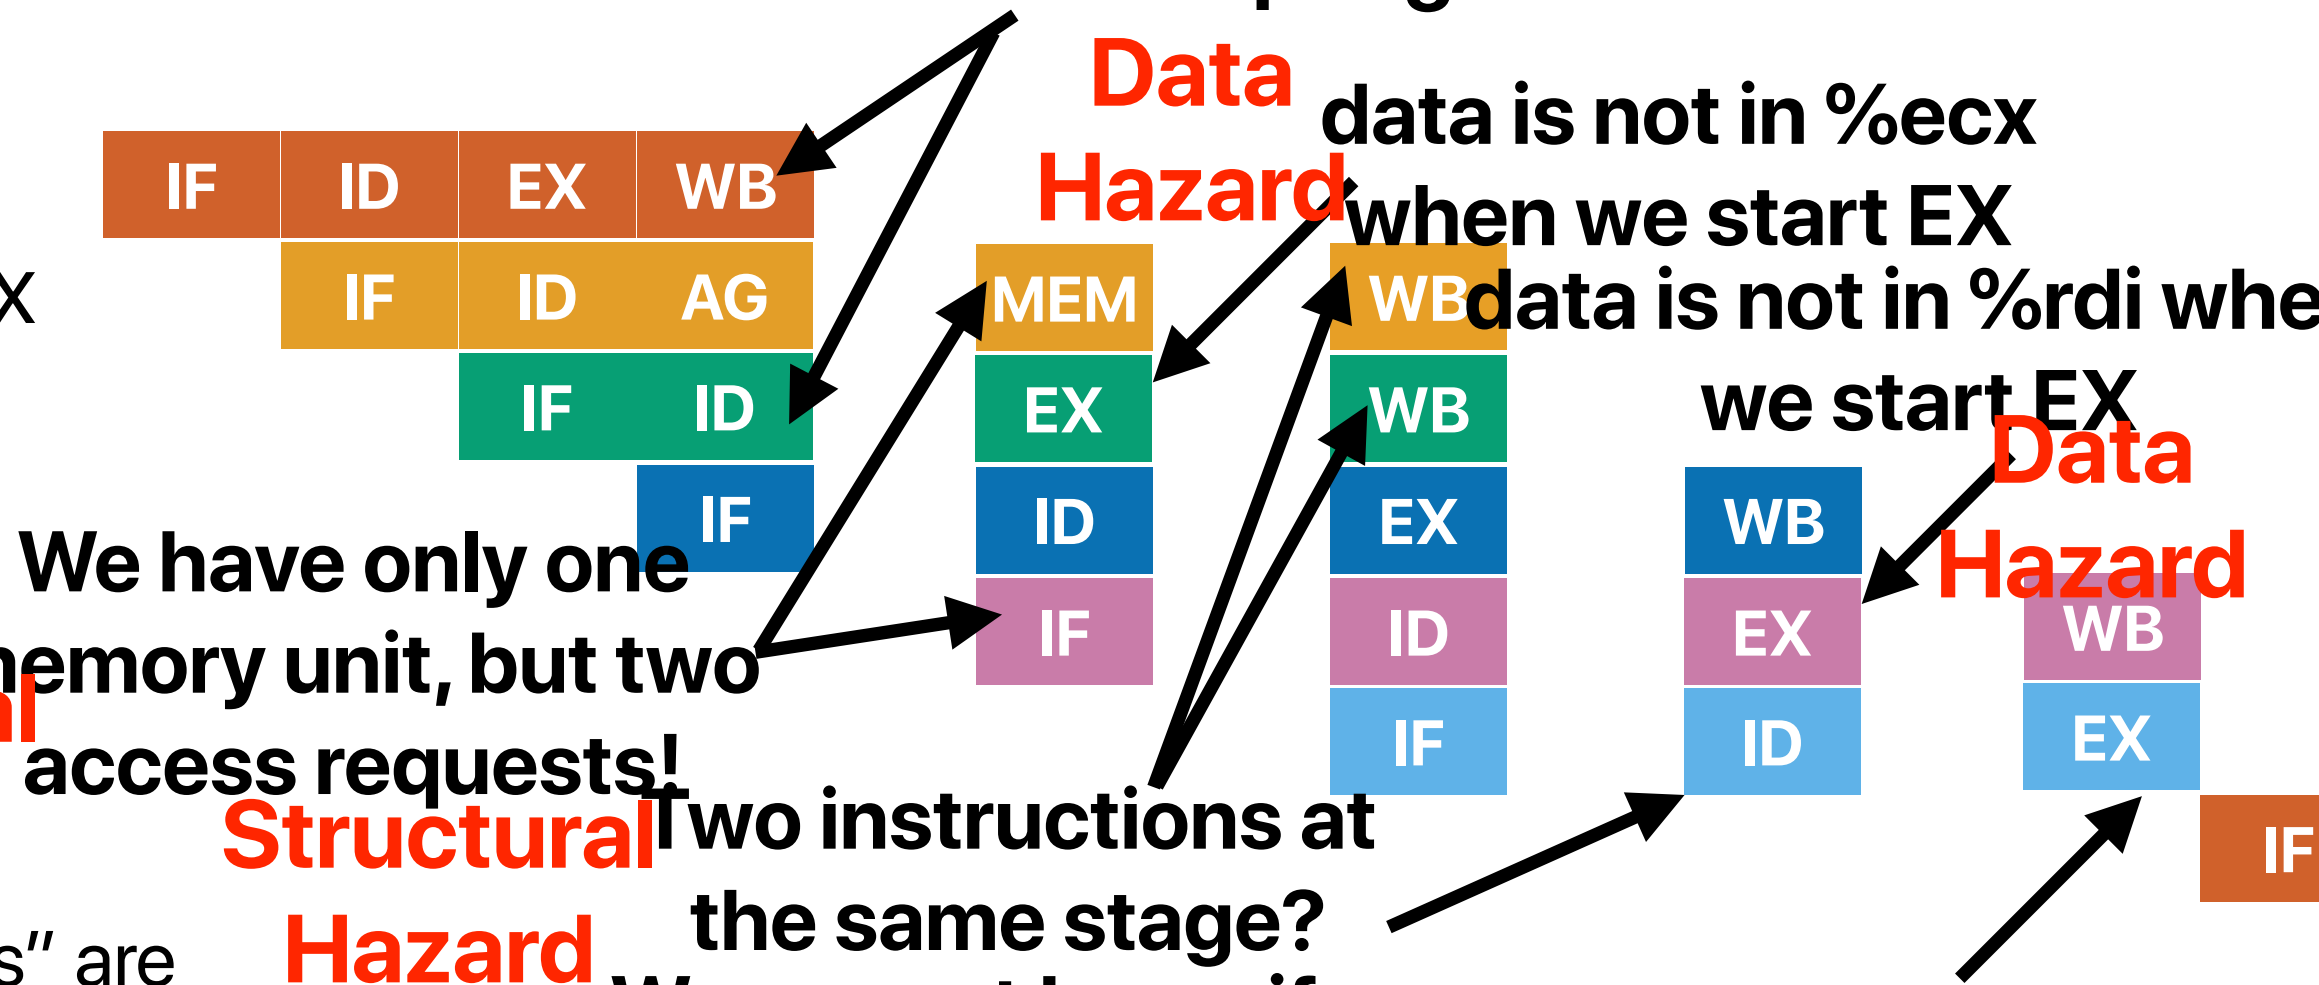 Data
Hazard
data is not in %ecx
when we start EX
IF ID EX WB
X
IF ID AG MEM WB
data is not in %rdi whe
we start EX
Data
Hazard
IF ID EX WB
IF ID EX WB
IF ID EX WB
IF ID EX
IF
We have only one
memory unit, but two
access requests!
al
Structural
Hazard
Two instructions at
the same stage?
s” are